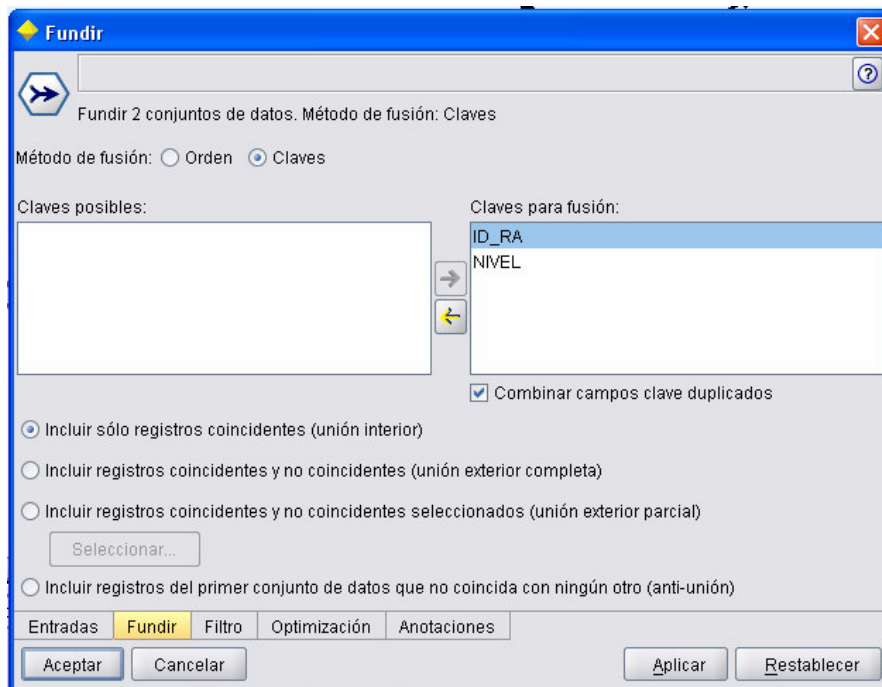 Fundir
Fundir 2 conjuntos de datos. Método de fusión: Claves
Método de fusión: Orden Claves
Claves posibles:
Claves para fusión:
ID_RA
NIVEL
Combinar campos clave duplicados
Incluir sólo registros coincidentes (unión interior)
Incluir registros coincidentes y no coincidentes (unión exterior completa)
Incluir registros coincidentes y no coincidentes seleccionados (unión exterior parcial)
Seleccionar...
Incluir registros del primer conjunto de datos que no coincida con ningún otro (anti-unión)
Entradas Fundir Filtro Optimización Anotaciones
Aceptar Cancelar Aplicar Restablecer